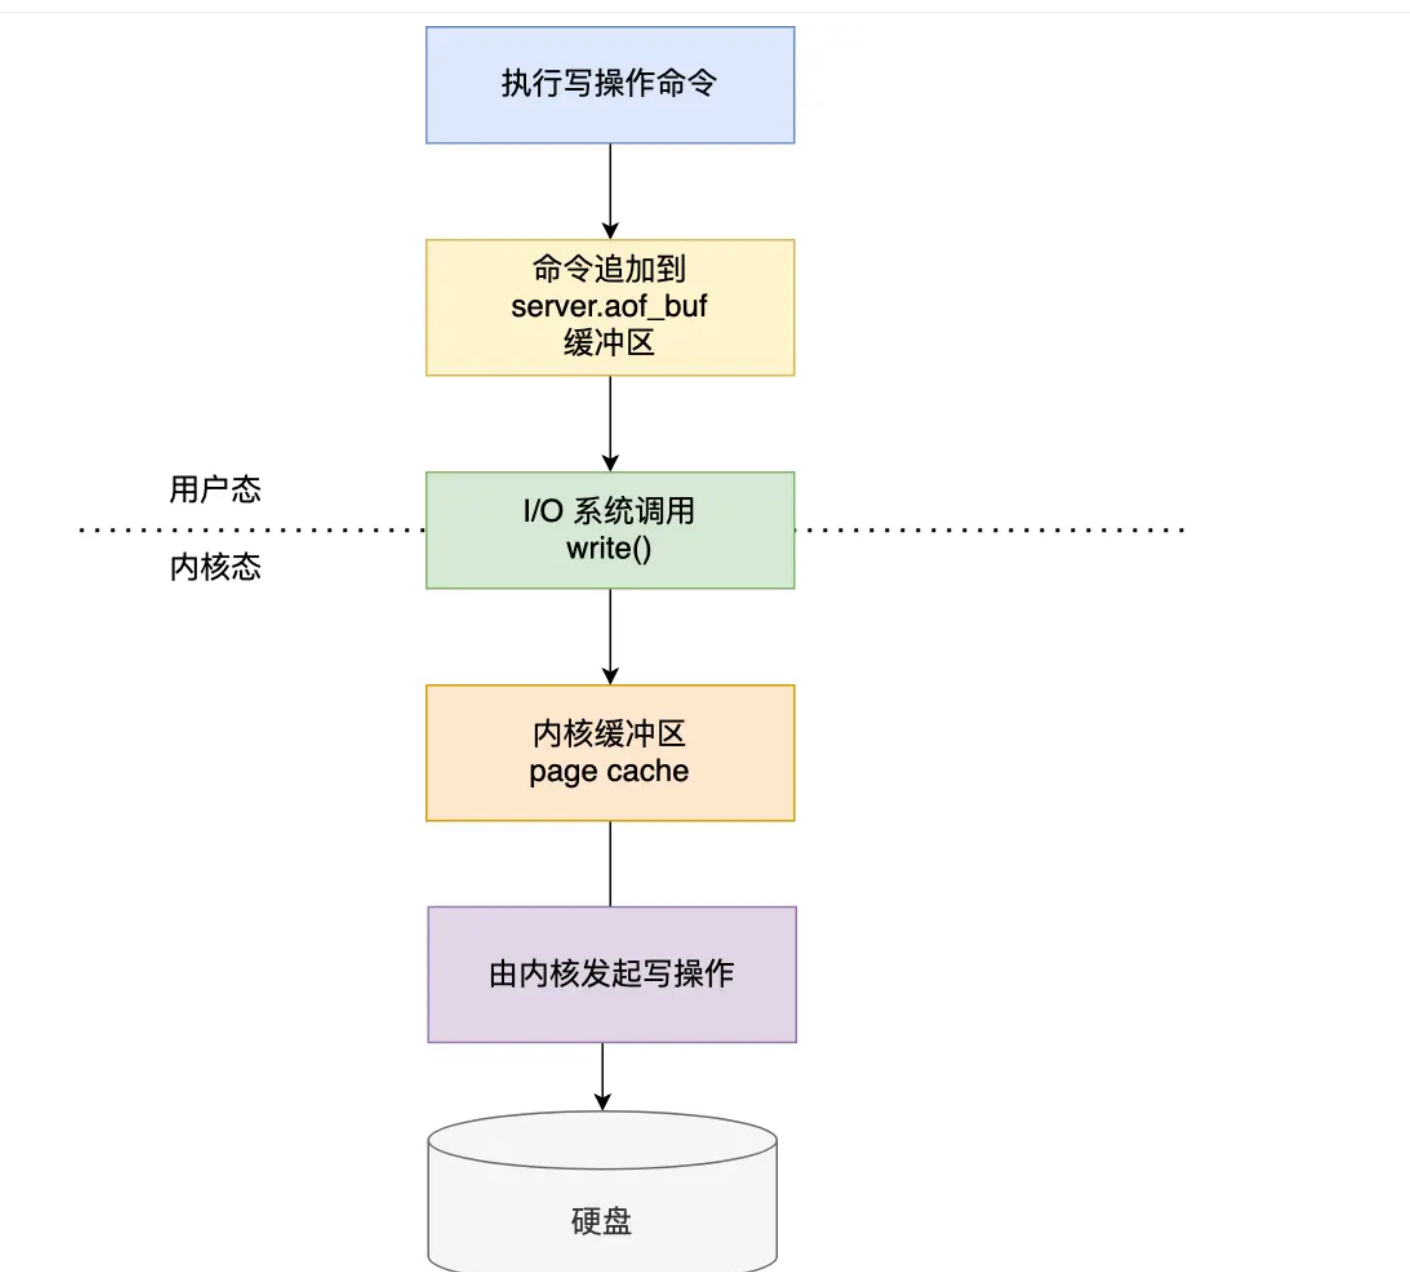 执行写操作命令
命令追加到
server.aof_buf
缓冲区
用户态
I/O 系统调用
write()
内核态
内核缓冲区
page cache
由内核发起写操作
硬盘